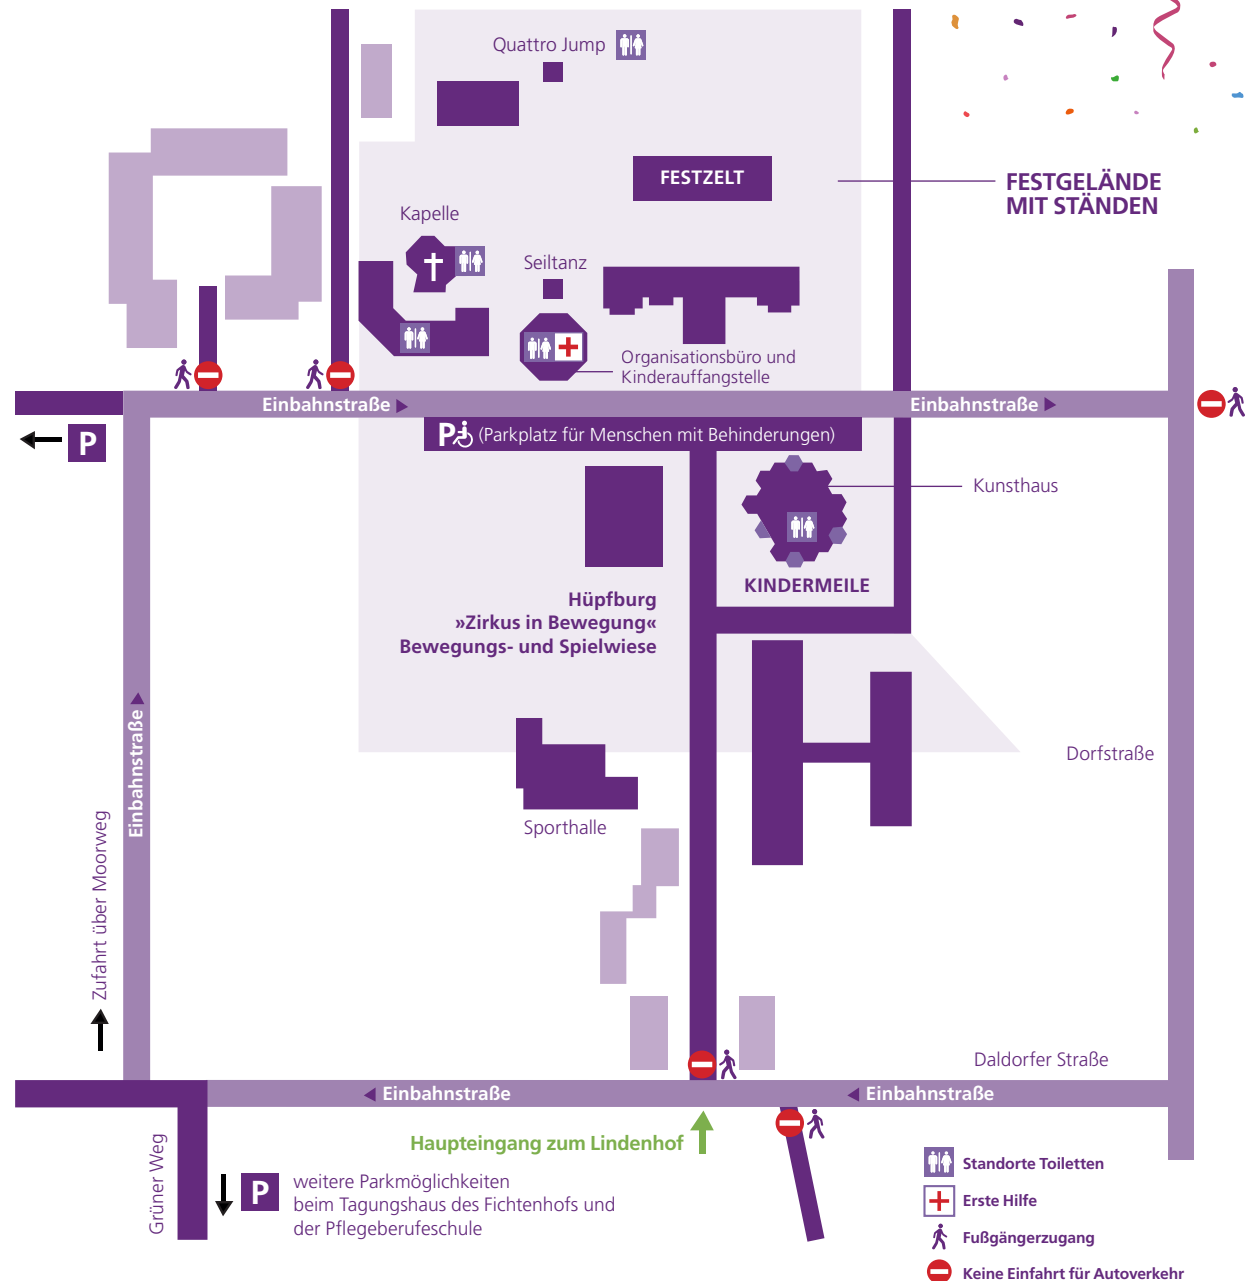 Quattro Jump
FESTZELT
FESTGELÄNDE
MIT STÄNDEN
Kapelle
Seiltanz
Organisationsbüro und
Kinderauffangstelle
Einbahnstraße
Einbahnstraße
P
P (Parkplatz für Menschen mit Behinderungen)
Kunsthaus
KINDERMEILE
Hüpfburg
»Zirkus in Bewegung«
Bewegungs- und Spielwiese
Einbahnstraße
Dorfstraße
Sporthalle
Zufahrt über Moorweg
Daldorfer Straße
Einbahnstraße
Einbahnstraße
Haupteingang zum Lindenhof
Grüner Weg
P
weitere Parkmöglichkeiten
beim Tagungshaus des Fichtenhofs und
der Pflegeberufeschule
Standorte Toiletten
Erste Hilfe
Fußgängerzugang
Keine Einfahrt für Autoverkehr